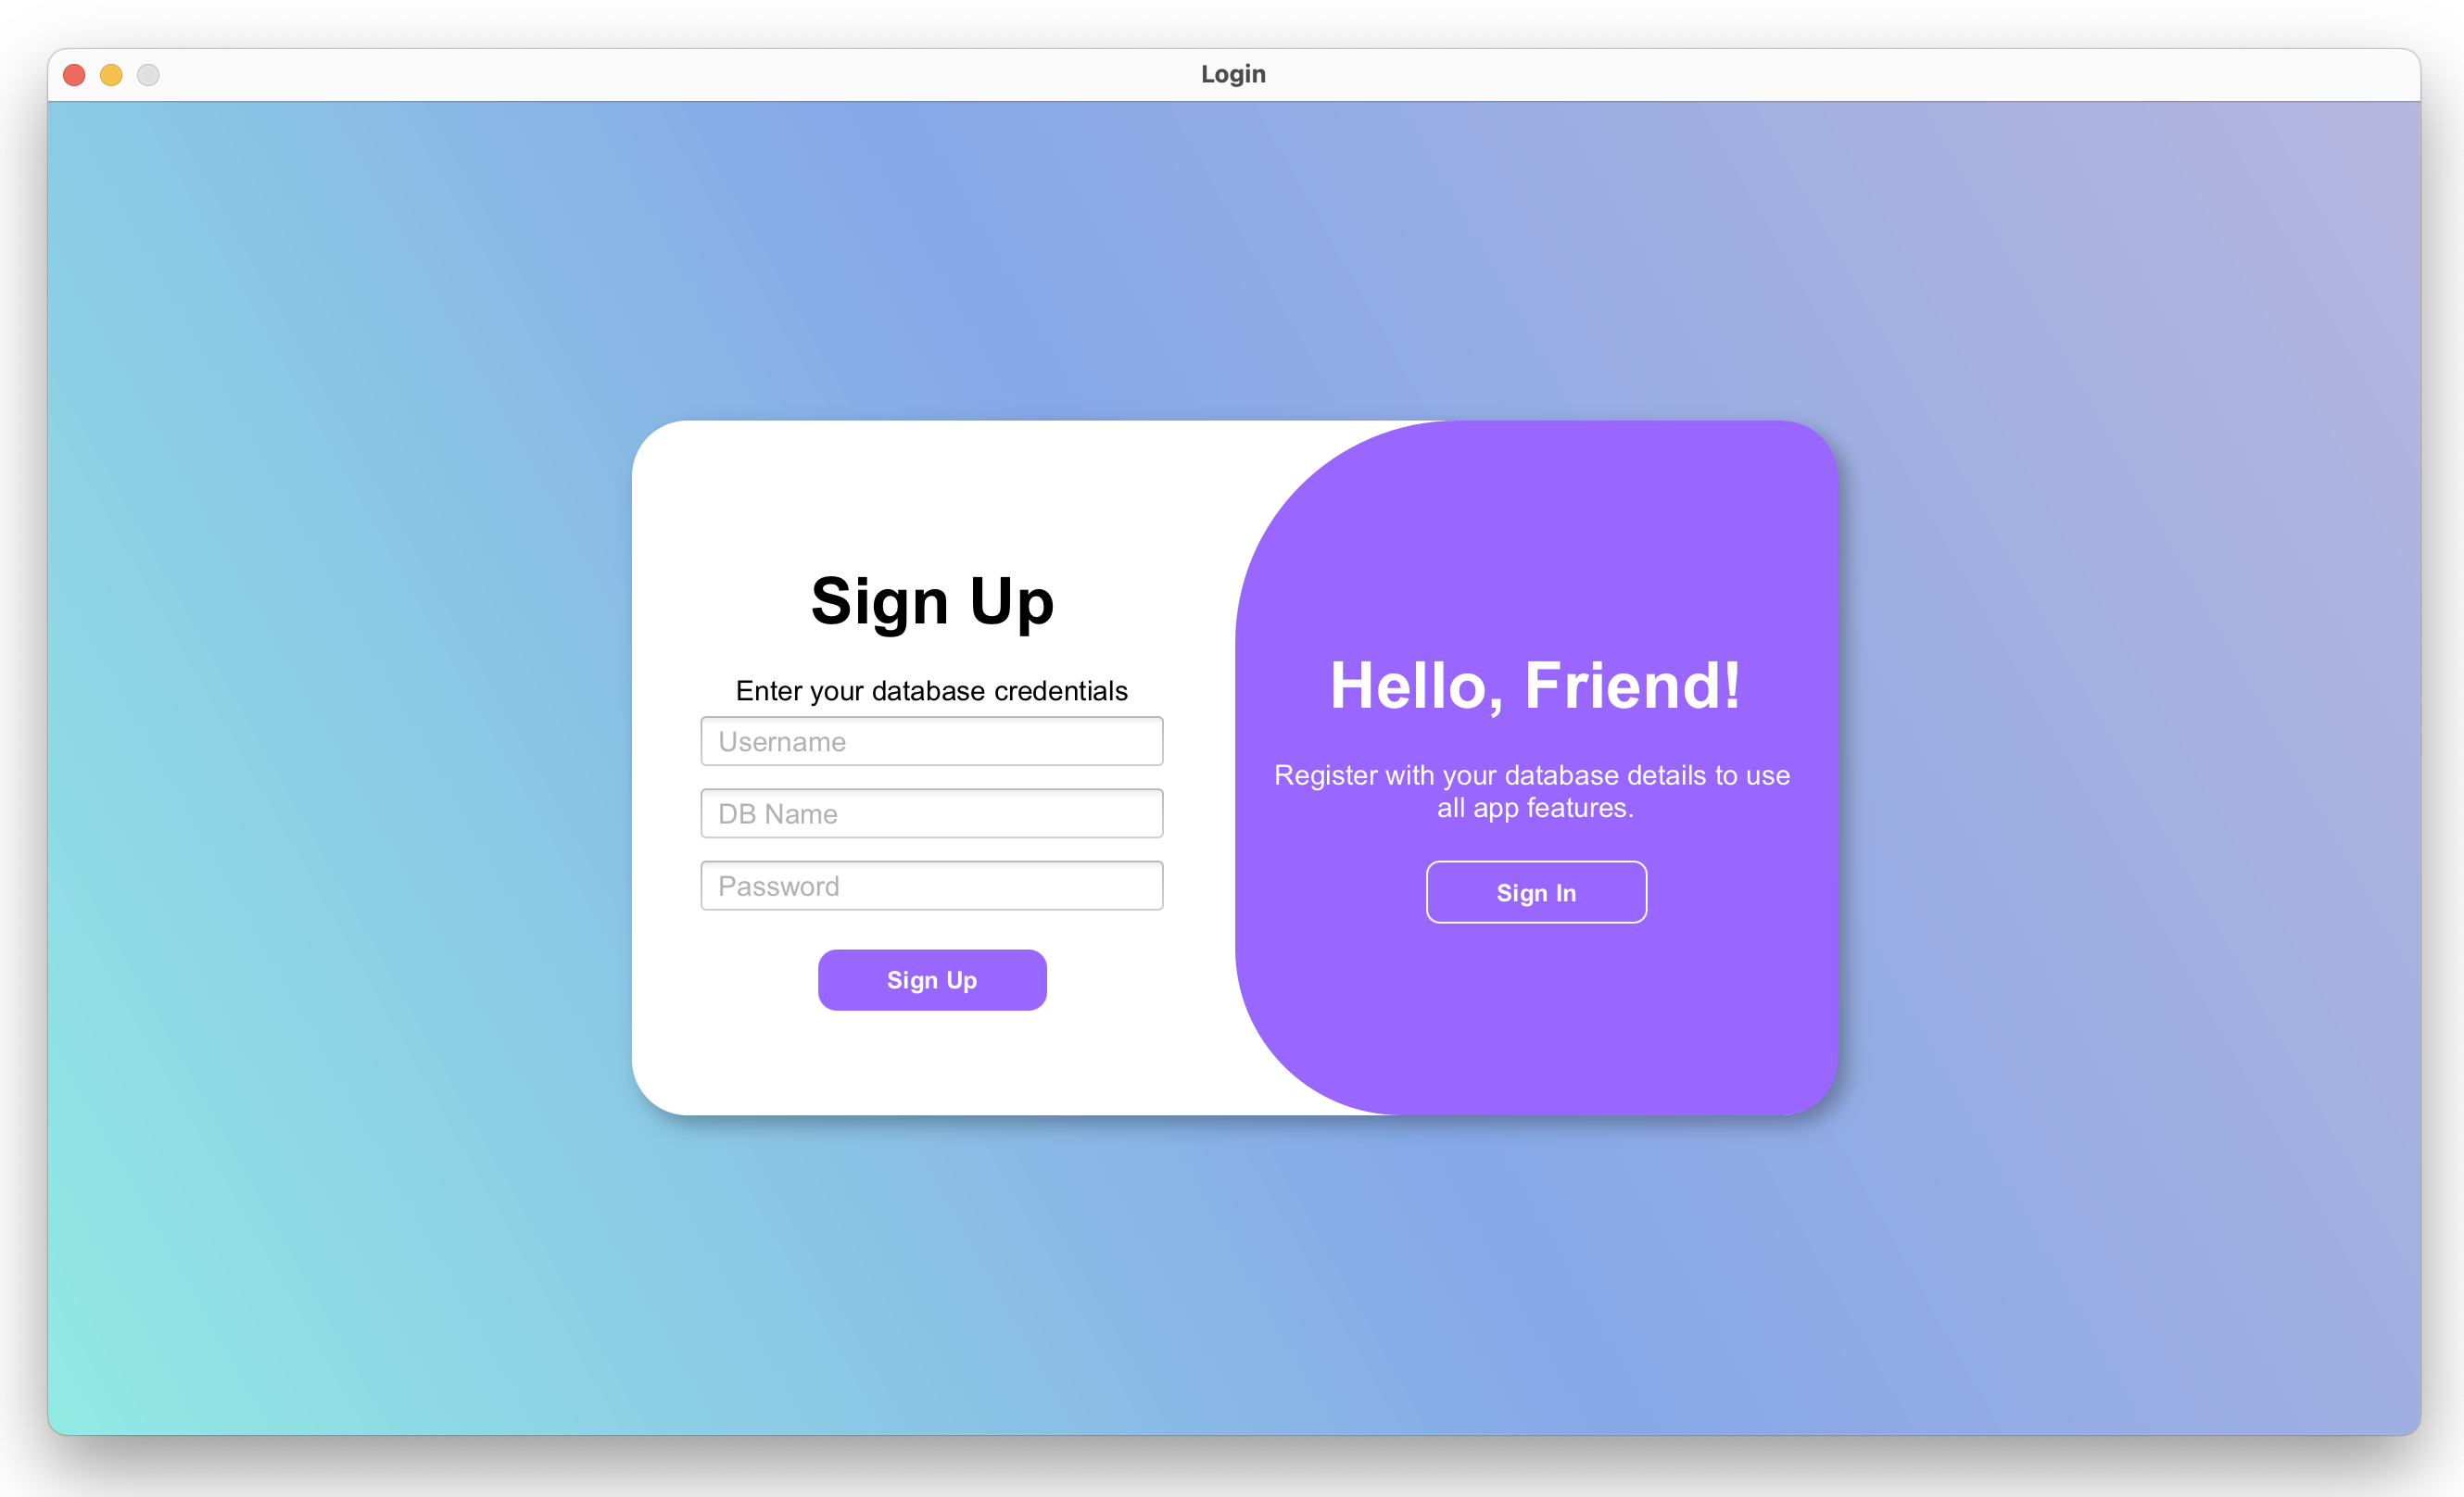 Login
Sign Up
Enter your database credentials
Username
DB Name
Password
Sign Up
Hello, Friend!
Register with your database details to use
all app features.
Sign In